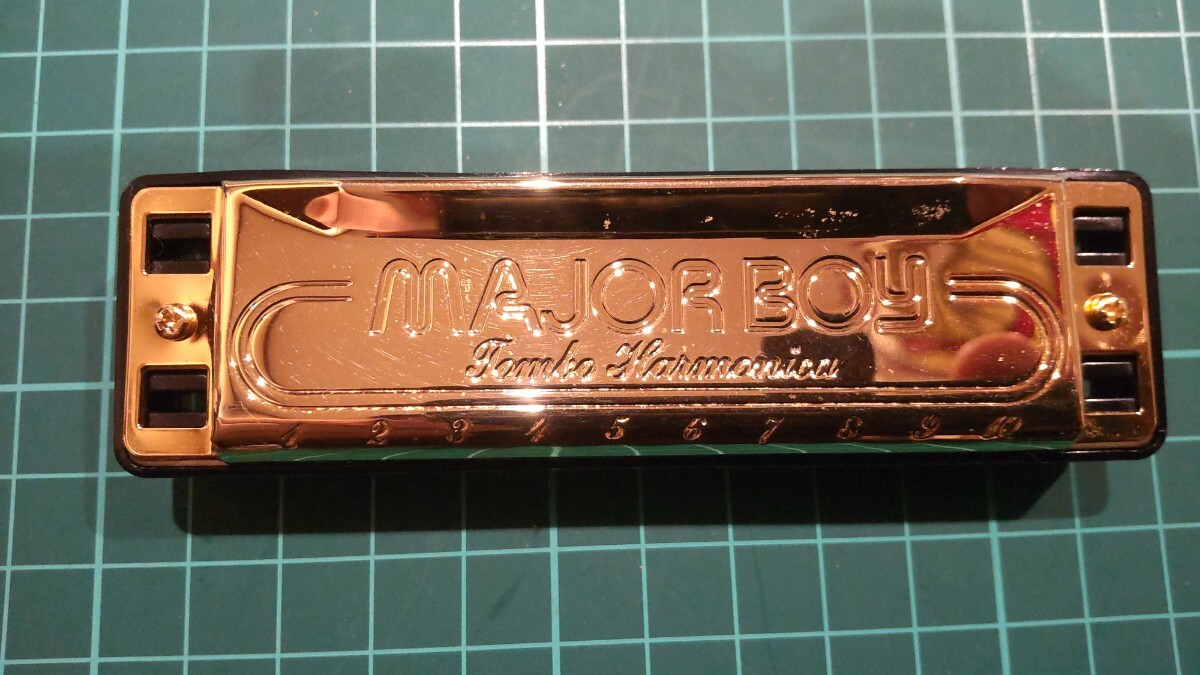 MAJOR BOY
Tombo Harmonica
1 2 3 4 5 6 7 8 9 10